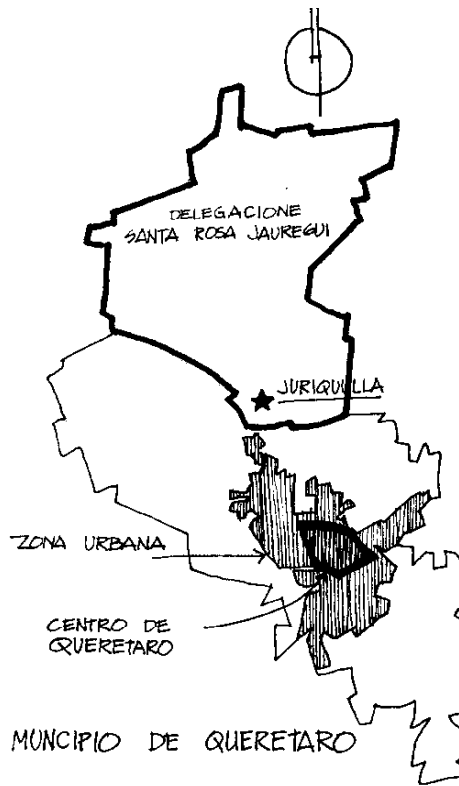 DELEGACIONE
SANTA ROSA JAUREGUI
JURIQUILLA
ZONA URBANA
CENTRO DE
QUERETARO
MUNCIPIO DE QUERETARO